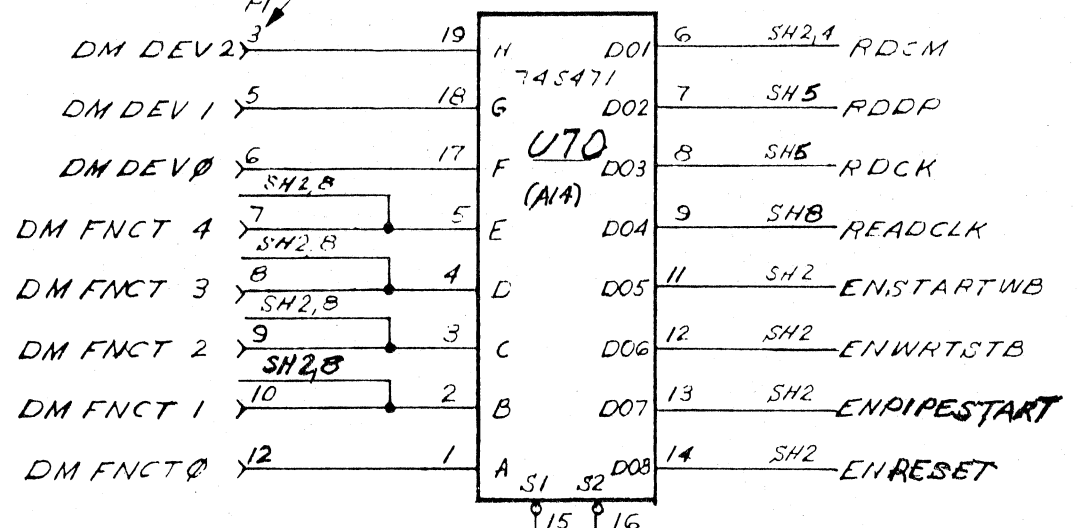 P1
DM DEV2 3 19 H DO1 6 SH2,4 RDCM
74S471
DM DEV 1 5 18 G DO2 7 SH5 RDDP
U70
DM DEV0 6 17 F DO3 8 SH5 RDCK
SH2,8
(A14)
DM FNCT 4 7 5 E DO4 9 SH8 READCLK
SH2,8
DM FNCT 3 8 4 D DO5 11 SH2 ENSTARTWB
SH2,8
DM FNCT 2 9 3 C DO6 12 SH2 ENWRTSTB
SH2,8
DM FNCT 1 10 2 B DO7 13 SH2 ENPIPESTART
DM FNCT0 12 1 A DO8 14 SH2 ENRESET
S1 S2
15 16